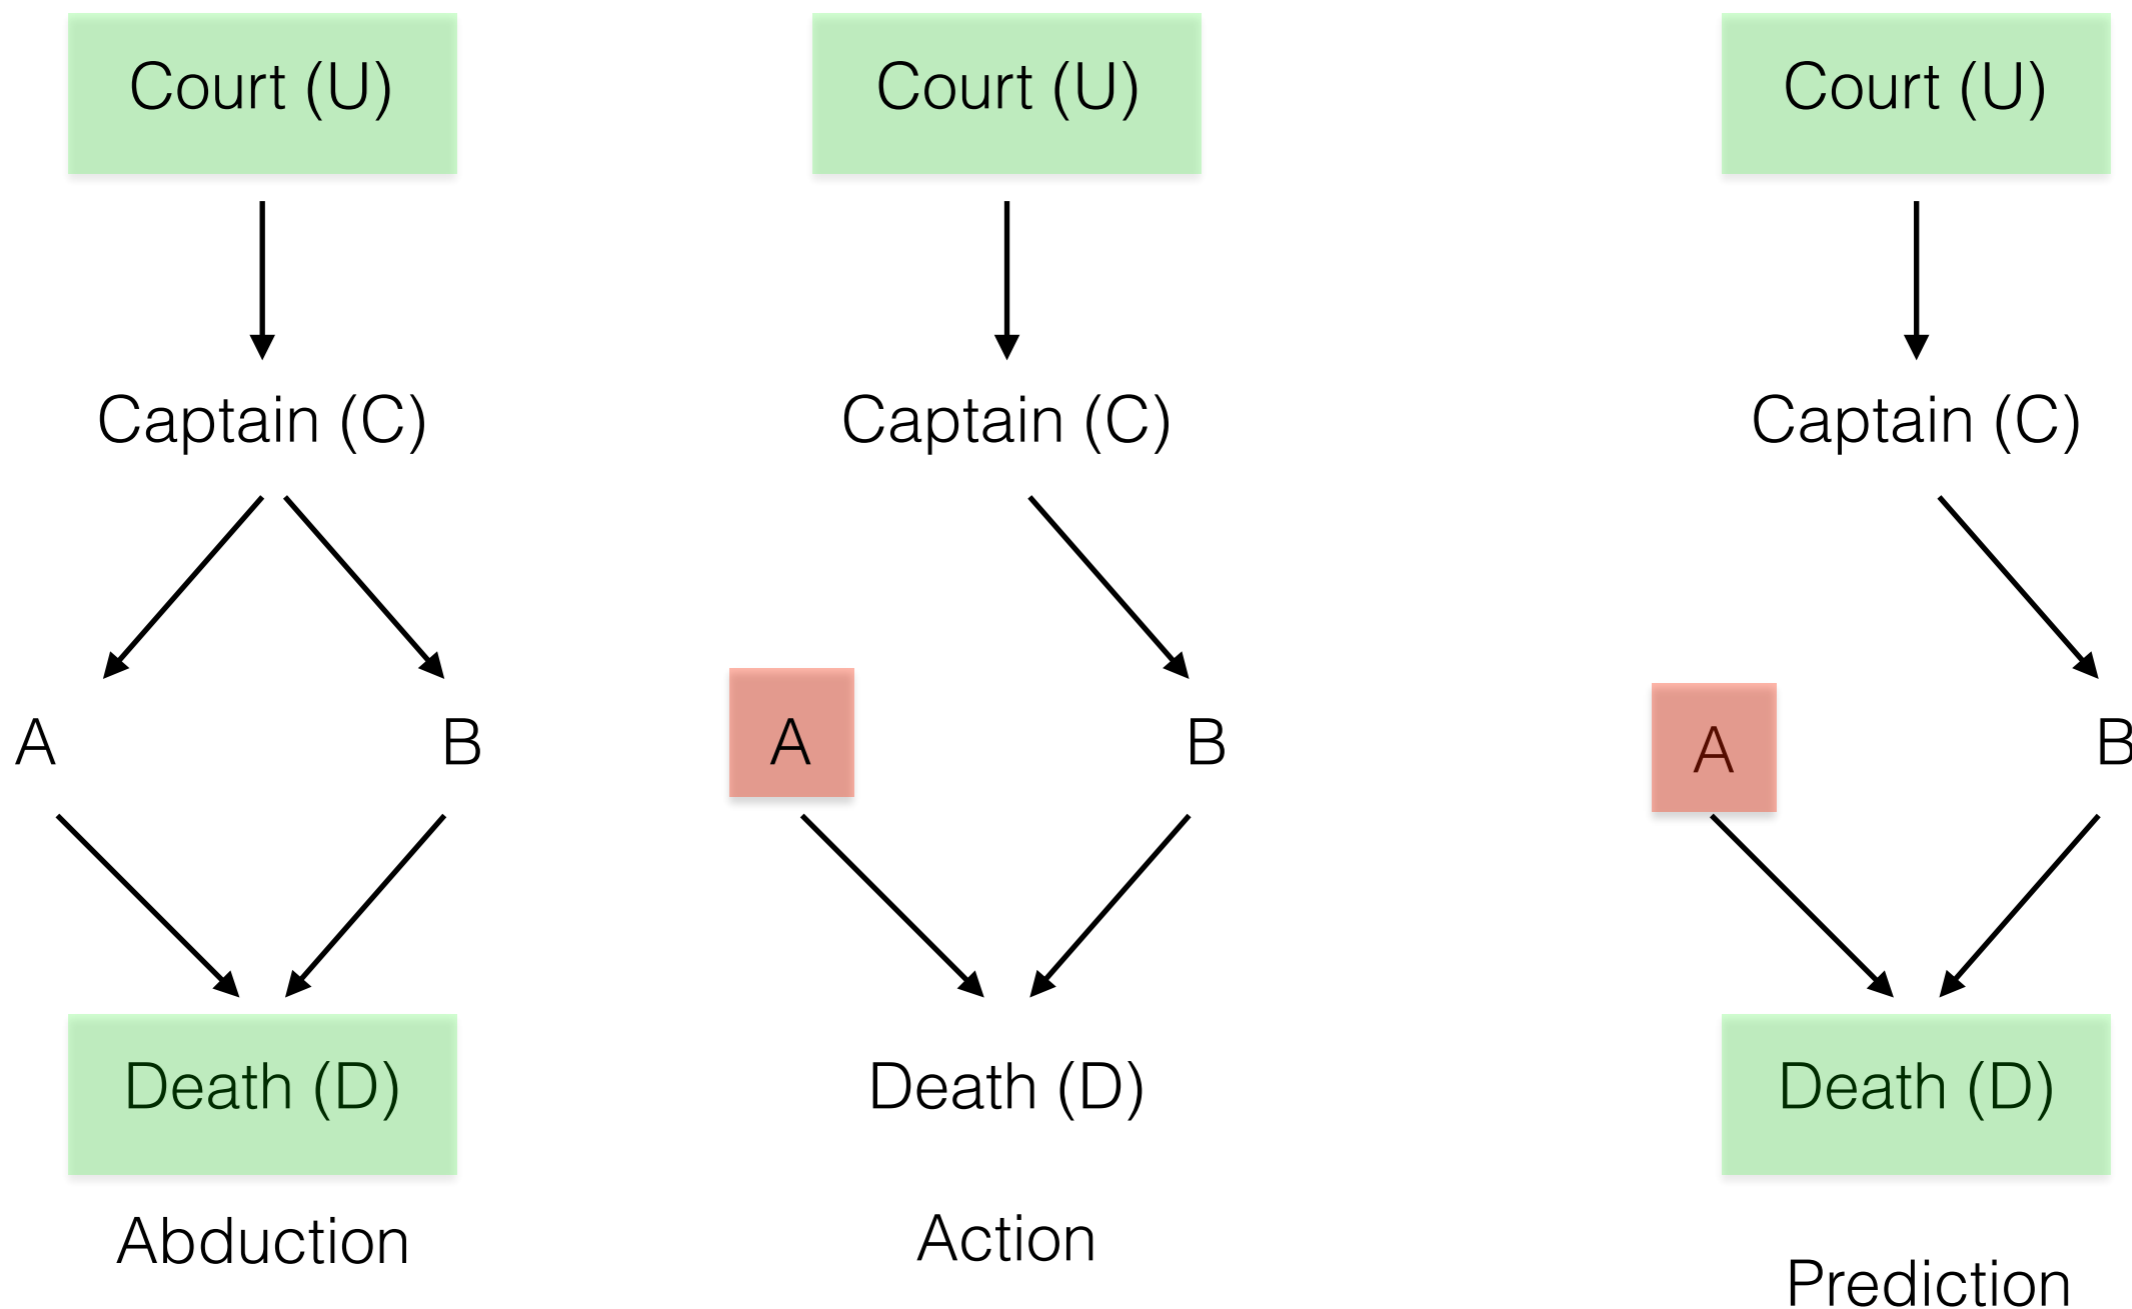 Court (U)
Captain (C)
A
B
Death (D)
Abduction
Court (U)
Captain (C)
A
B
Death (D)
Action
Court (U)
Captain (C)
A
B
Death (D)
Prediction